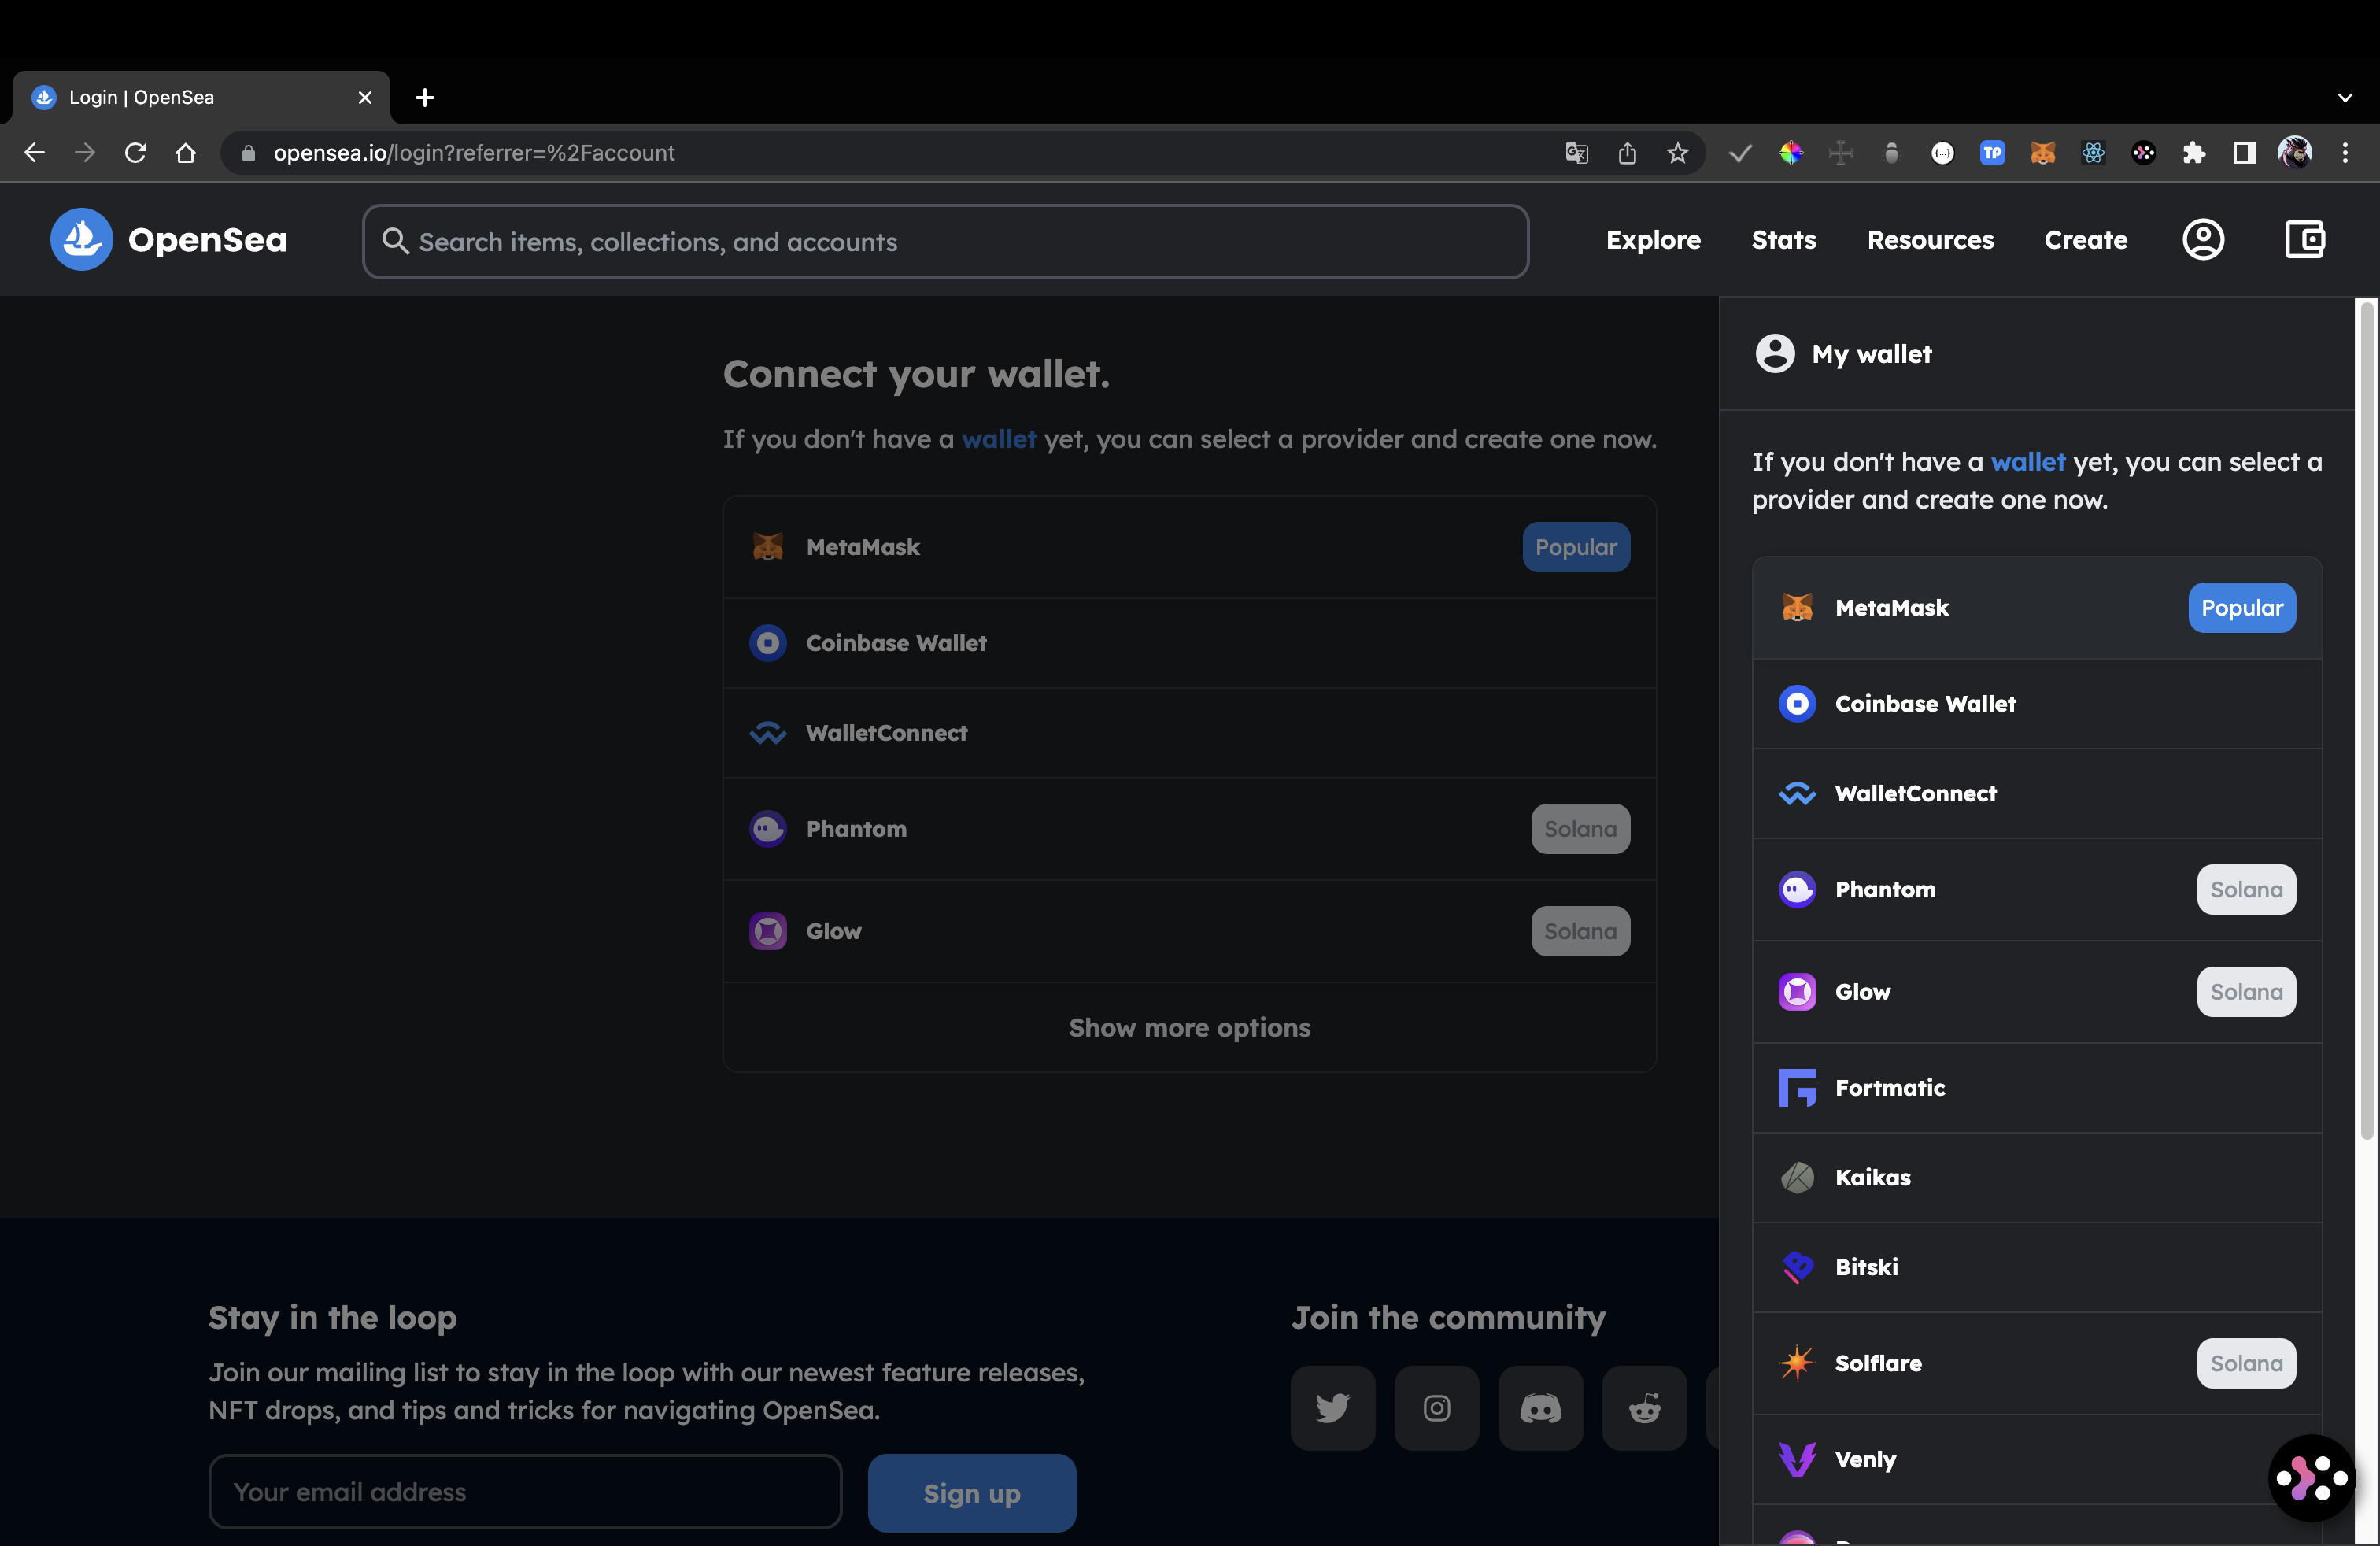 Login | OpenSea
opensea.io/login?referrer=%2Faccount
TP
OpenSea
Search items, collections, and accounts
Explore
Stats
Resources
Create
Connect your wallet.
If you don't have a wallet yet, you can select a provider and create one now.
MetaMask
Popular
Coinbase Wallet
WalletConnect
Phantom
Solana
Glow
Solana
Show more options
My wallet
If you don't have a wallet yet, you can select a
provider and create one now.
MetaMask
Popular
Coinbase Wallet
WalletConnect
Phantom
Solana
Glow
Solana
Fortmatic
Kaikas
Bitski
Solflare
Solana
Venly
Stay in the loop
Join our mailing list to stay in the loop with our newest feature releases,
NFT drops, and tips and tricks for navigating OpenSea.
Your email address
Sign up
Join the community